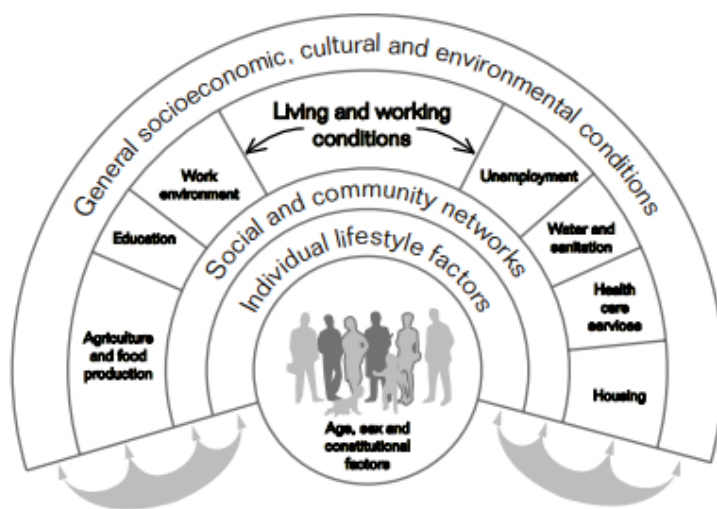 General socioeconomic, cultural and environmental conditions
Living and working
conditions
Work
environment
Unemployment
Education
Water and
sanitation
Agriculture
and food
production
Health
care
services
Housing
Social and community networks
Individual lifestyle factors
Age, sex and
constitutional
factors